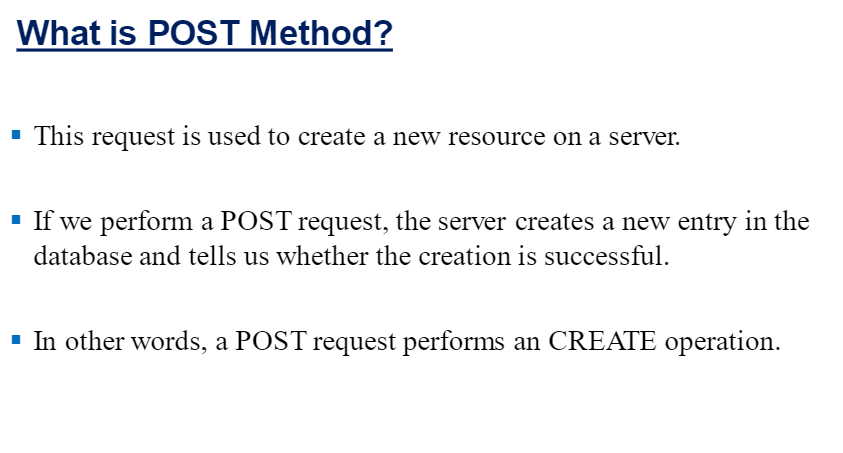 What is POST Method?
This request is used to create a new resource on a server.
If we perform a POST request, the server creates a new entry in the
database and tells us whether the creation is successful.
In other words, a POST request performs an CREATE operation.